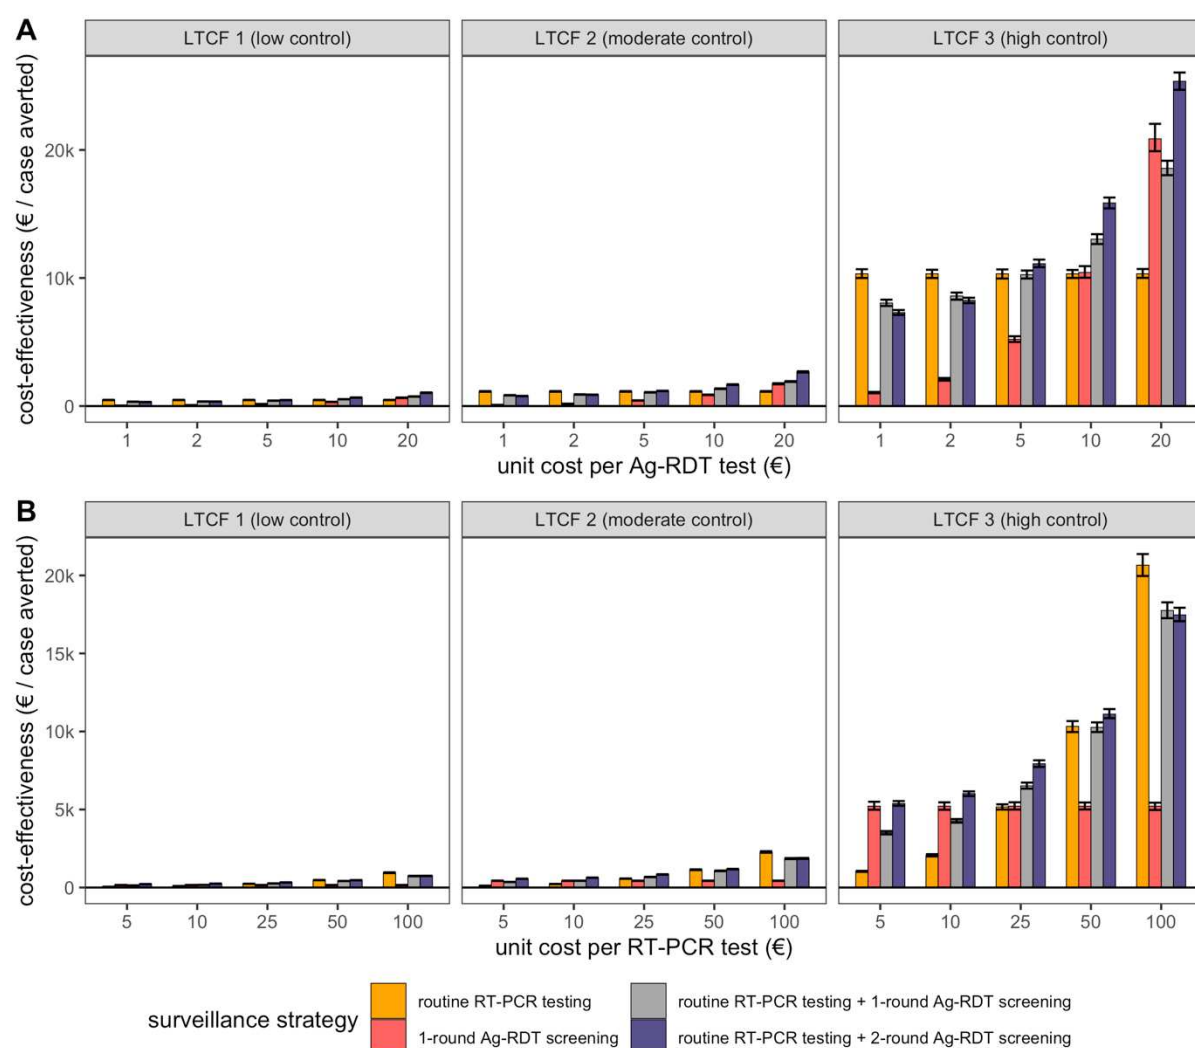 A
LTCF 1 (low control)
LTCF 2 (moderate control)
LTCF 3 (high control)
cost-effectiveness (€ / case averted)
20k
10k
0
1 2 5 10 20
1 2 5 10 20
1 2 5 10 20
unit cost per Ag-RDT test (€)
B
LTCF 1 (low control)
LTCF 2 (moderate control)
LTCF 3 (high control)
cost-effectiveness (€ / case averted)
20k
15k
10k
5k
0
5 10 25 50 100
5 10 25 50 100
5 10 25 50 100
unit cost per RT-PCR test (€)
surveillance strategy
routine RT-PCR testing
1-round Ag-RDT screening
routine RT-PCR testing + 1-round Ag-RDT screening
routine RT-PCR testing + 2-round Ag-RDT screening